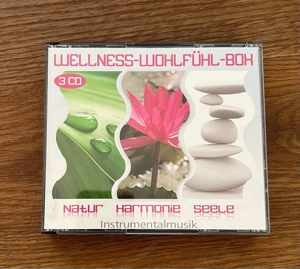 WELLNESS-WOHLFÜHL-BOX
3 CD
Natur Harmonie Seele
Instrumentalmusik